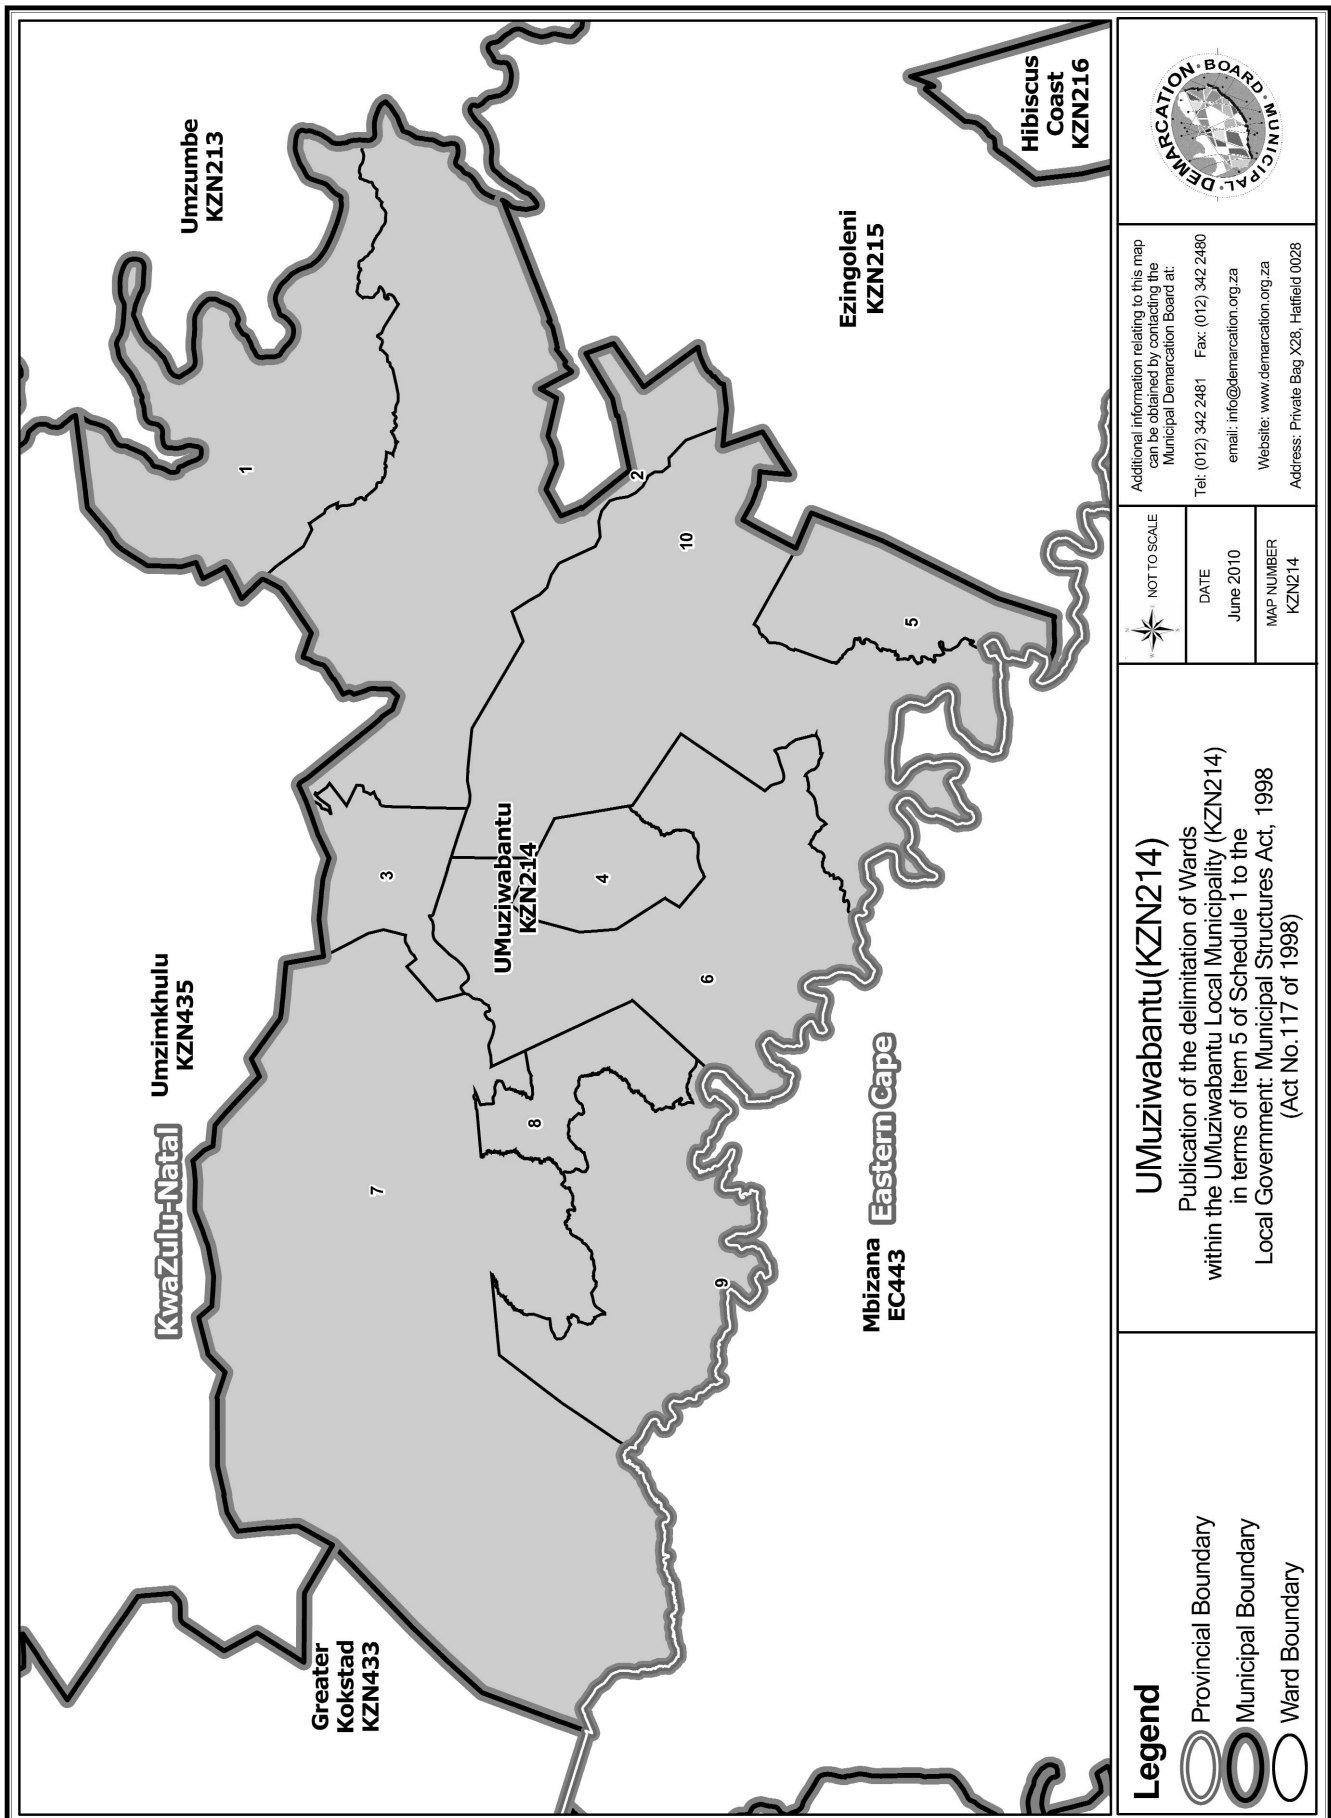 Umzimkhulu
KZN435
Umzumbe
KZN213
KwaZulu-Natal
Greater
Kokstad
KZN433
1
7
3
UMuziwabantu
KZN214
8
4
2
10
6
9
5
Ezingoleni
KZN215
Mbizana
EC443
Eastern Cape
Hibiscus
Coast
KZN216
Legend
Provincial Boundary
Municipal Boundary
Ward Boundary
UMuziwabantu(KZN214)
Publication of the delimitation of Wards
within the UMuziwabantu Local Municipality (KZN214)
in terms of Item 5 of Schedule 1 to the
Local Government: Municipal Structures Act, 1998
(Act No.117 of 1998)
NOT TO SCALE
DATE
June 2010
MAP NUMBER
KZN214
Additional information relating to this map
can be obtained by contacting the
Municipal Demarcation Board at:
Tel: (012) 342 2481 Fax: (012) 342 2480
email: info@demarcation.org.za
Website: www.demarcation.org.za
Address: Private Bag X28, Hatfield 0028
MUNICIPAL · DEMARCATION · BOARD ·